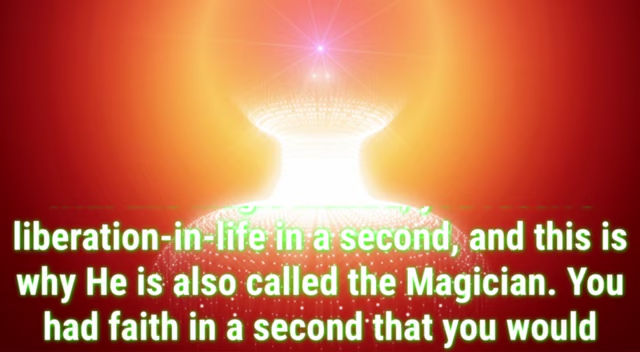 liberation-in-life in a second, and this is
why He is also called the Magician. You
had faith in a second that you would